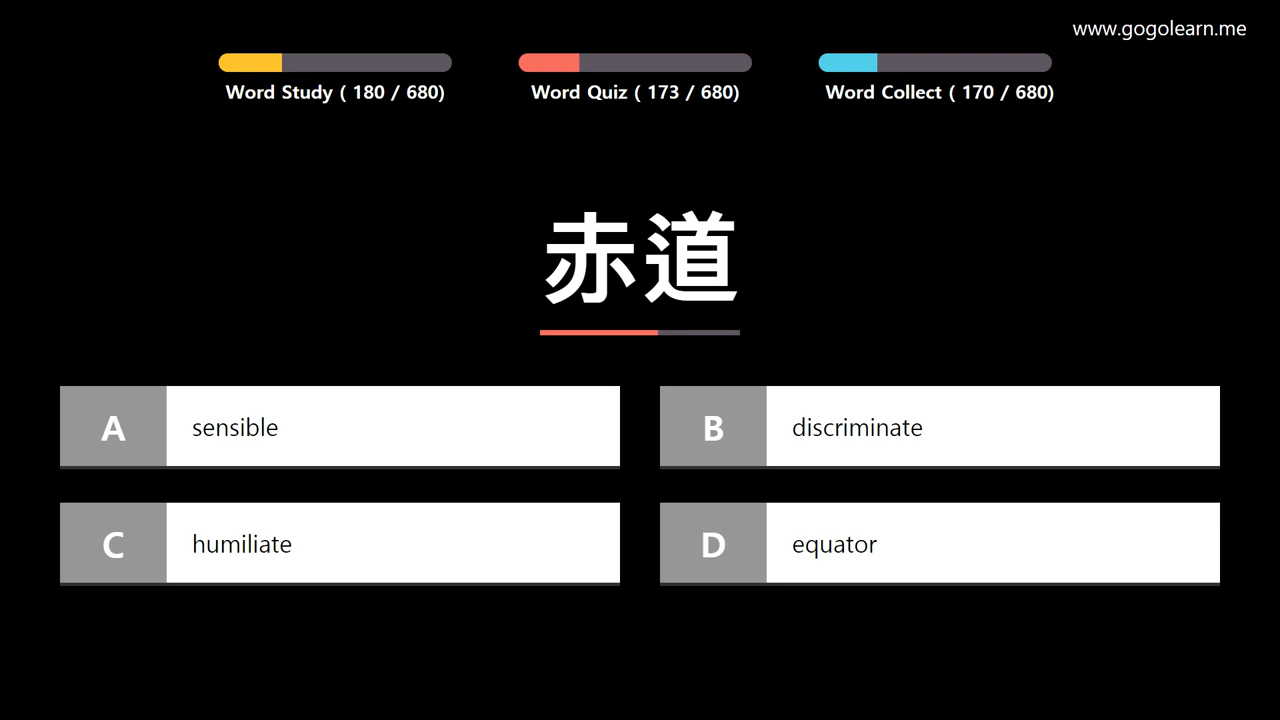 www.gogolearn.me
Word Study ( 180 / 680)
Word Quiz ( 173 / 680)
Word Collect ( 170 / 680)
赤道
A sensible
B discriminate
C humiliate
D equator